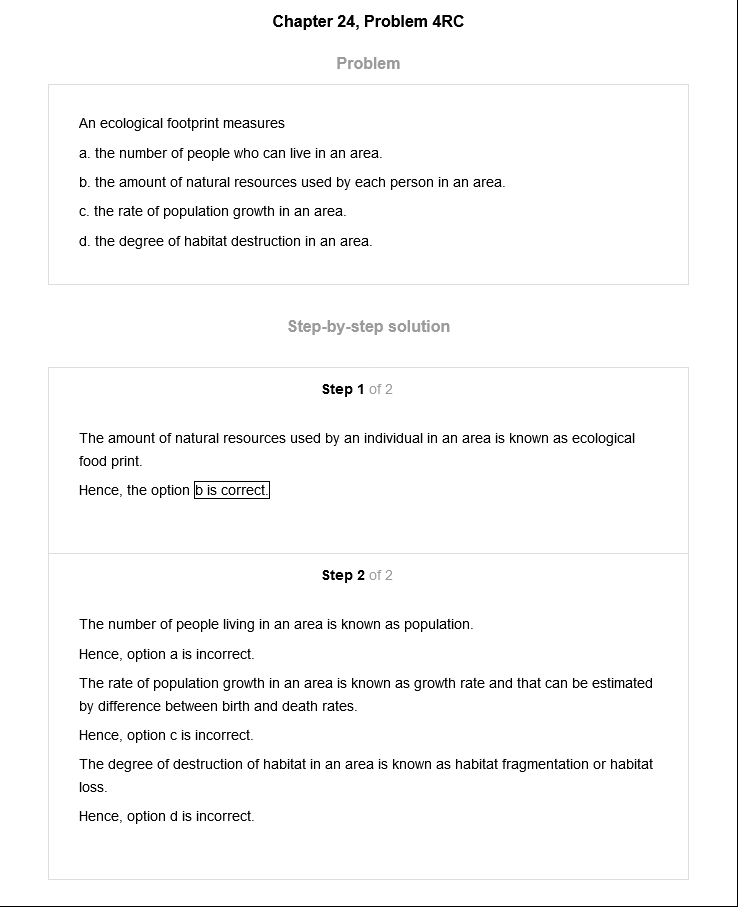 Chapter 24, Problem 4RC
Problem
An ecological footprint measures
a. the number of people who can live in an area.
b. the amount of natural resources used by each person in an area.
c. the rate of population growth in an area.
d. the degree of habitat destruction in an area.
Step-by-step solution
Step 1 of 2
The amount of natural resources used by an individual in an area is known as ecological
food print.
Hence, the option b is correct.
Step 2 of 2
The number of people living in an area is known as population.
Hence, option a is incorrect.
The rate of population growth in an area is known as growth rate and that can be estimated
by difference between birth and death rates.
Hence, option c is incorrect.
The degree of destruction of habitat in an area is known as habitat fragmentation or habitat
loss.
Hence, option d is incorrect.